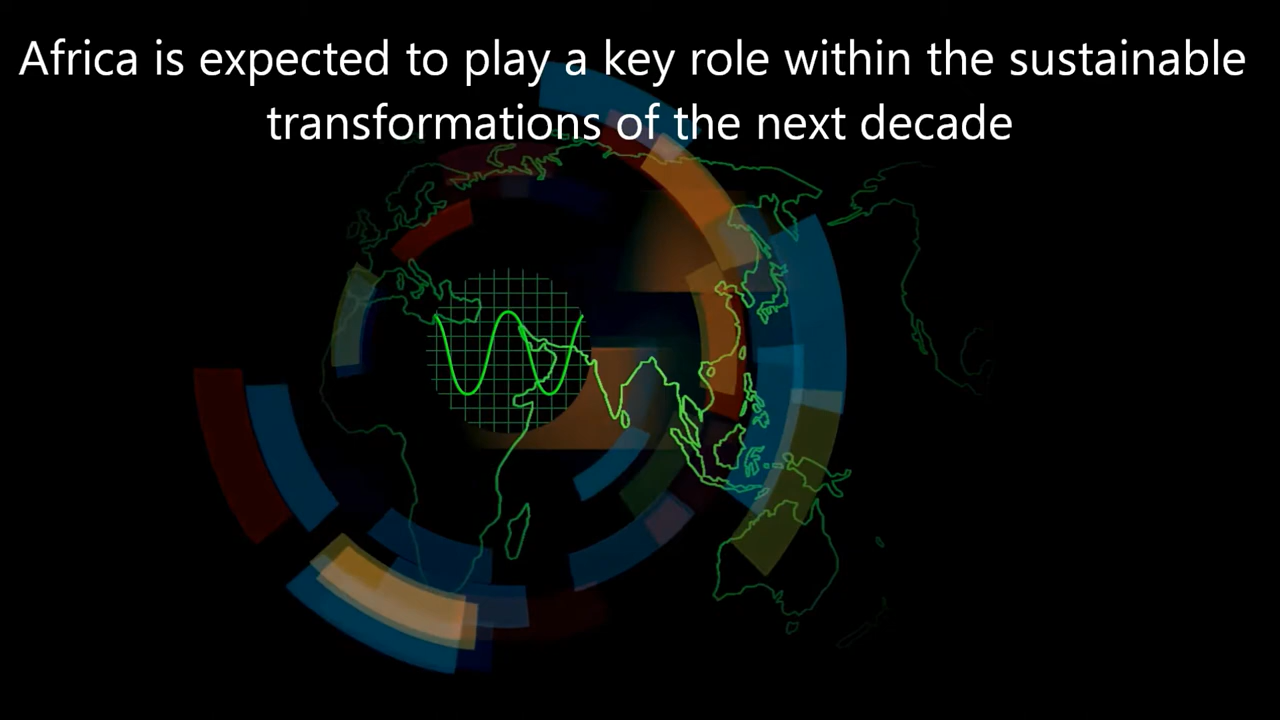 Africa is expected to play a key role within the sustainable
transformations of the next decade